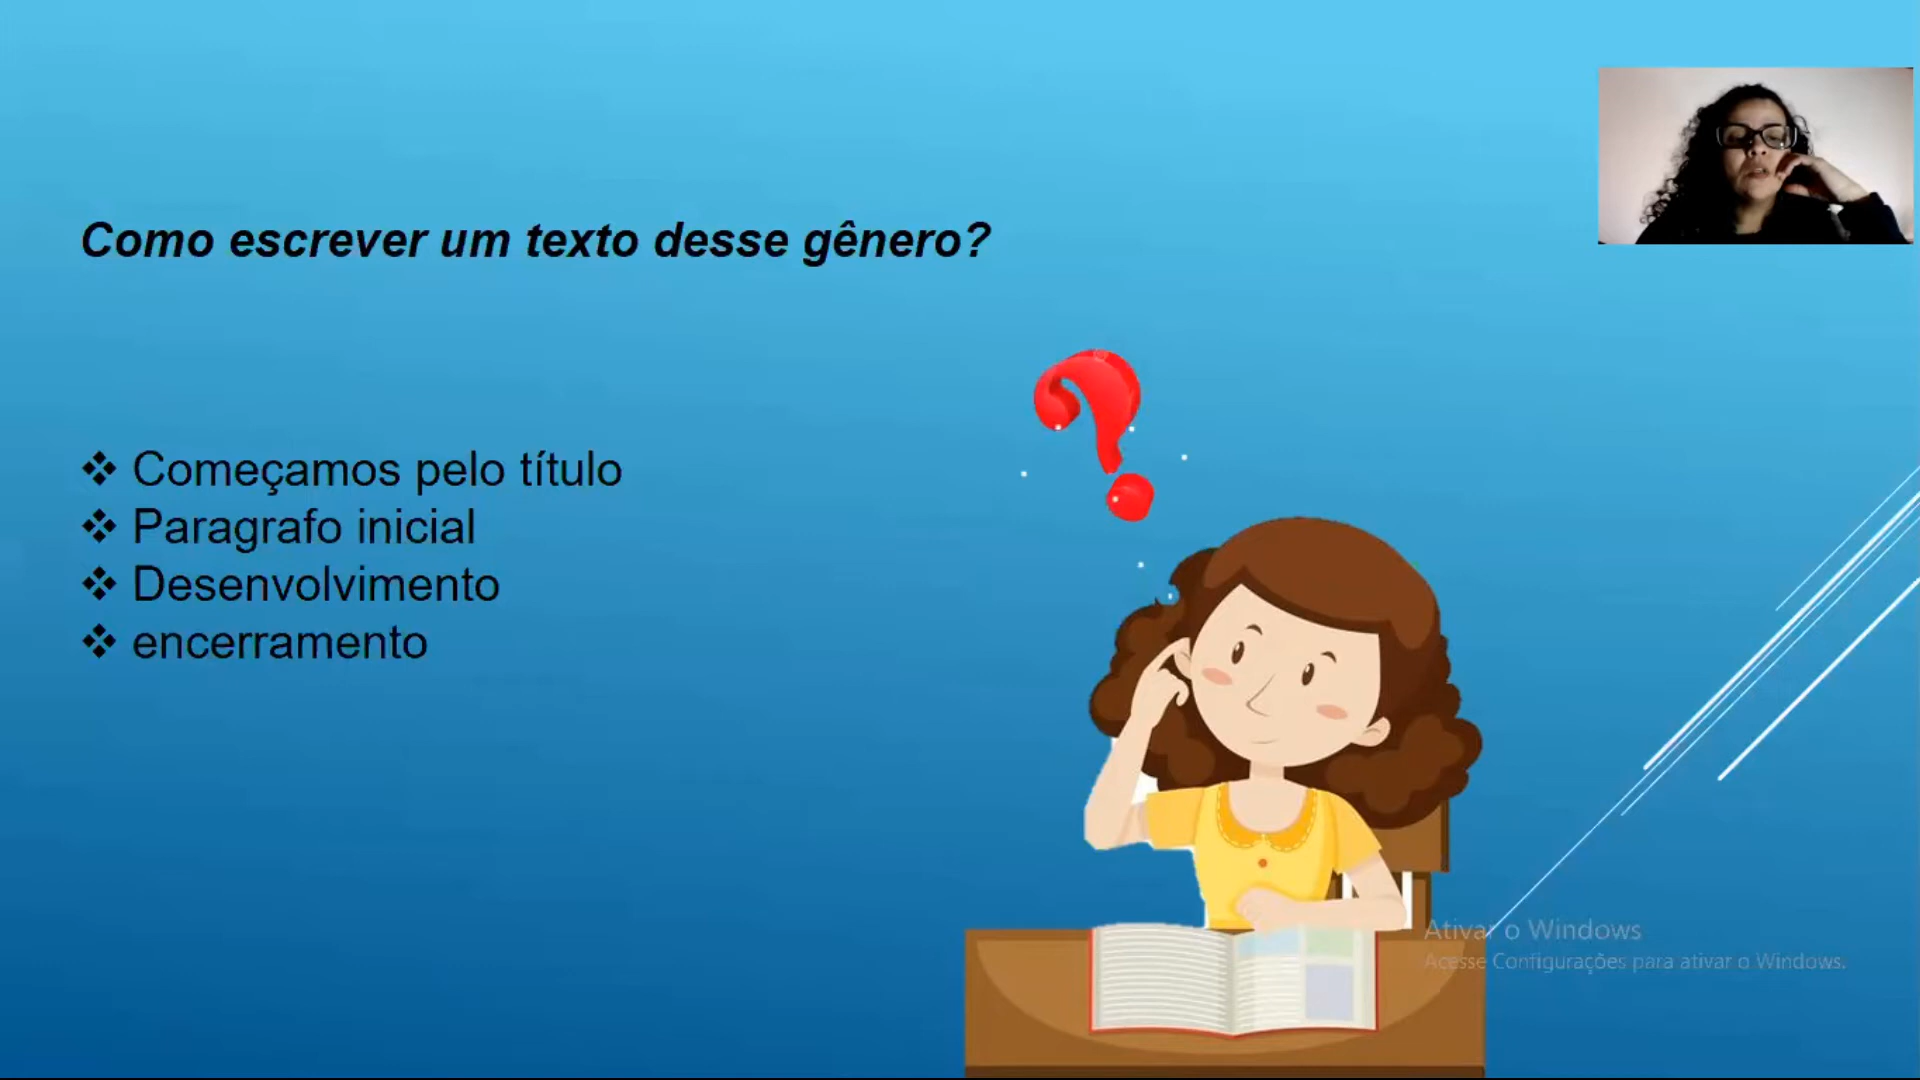 Como escrever um texto desse gênero?
❖ Começamos pelo título
❖ Paragrafo inicial
❖ Desenvolvimento
❖ encerramento
Ativar o Windows
Acesse Configurações para ativar o Windows.